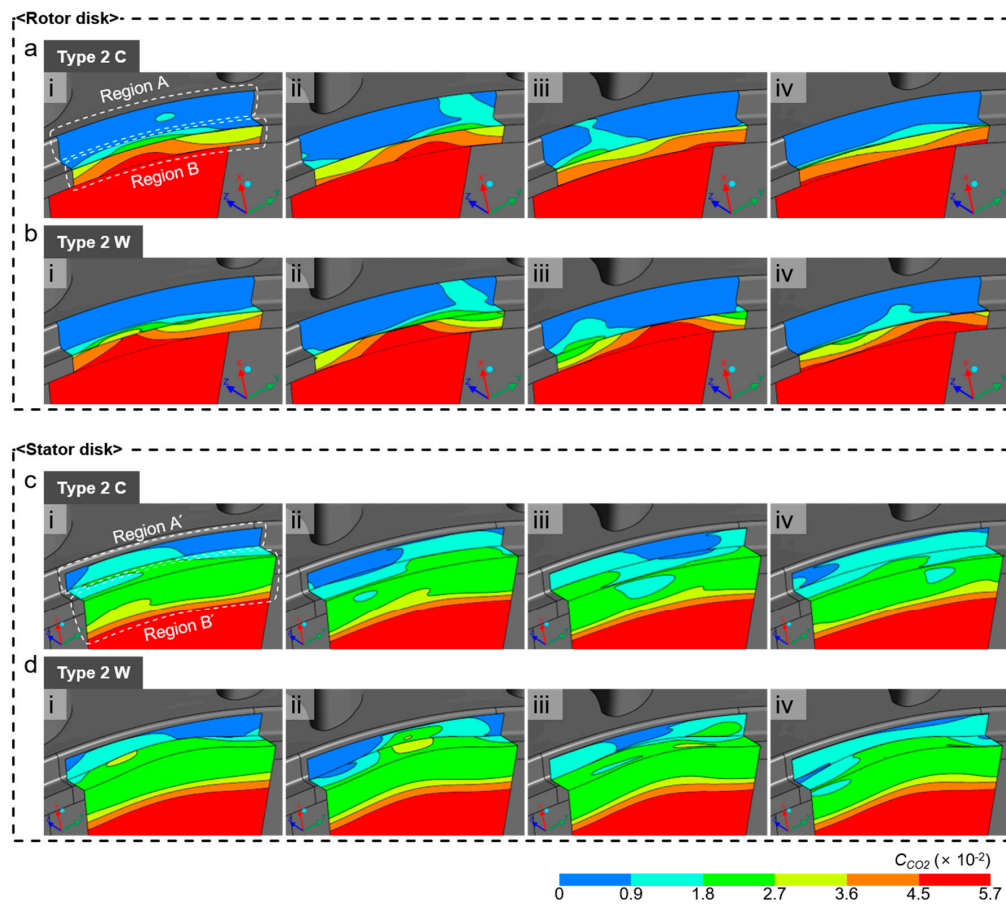 <Rotor disk>
a Type 2 C
i ii iii iv
Region A
Region B
X Y Z X Y Z X Y Z X Y Z
b Type 2 W
i ii iii iv
X Y Z X Y Z X Y Z X Y Z
<Stator disk>
c Type 2 C
i ii iii iv
Region A′
Region B′
d Type 2 W
i ii iii iv
C_CO2 (× 10⁻²)
0 0.9 1.8 2.7 3.6 4.5 5.7